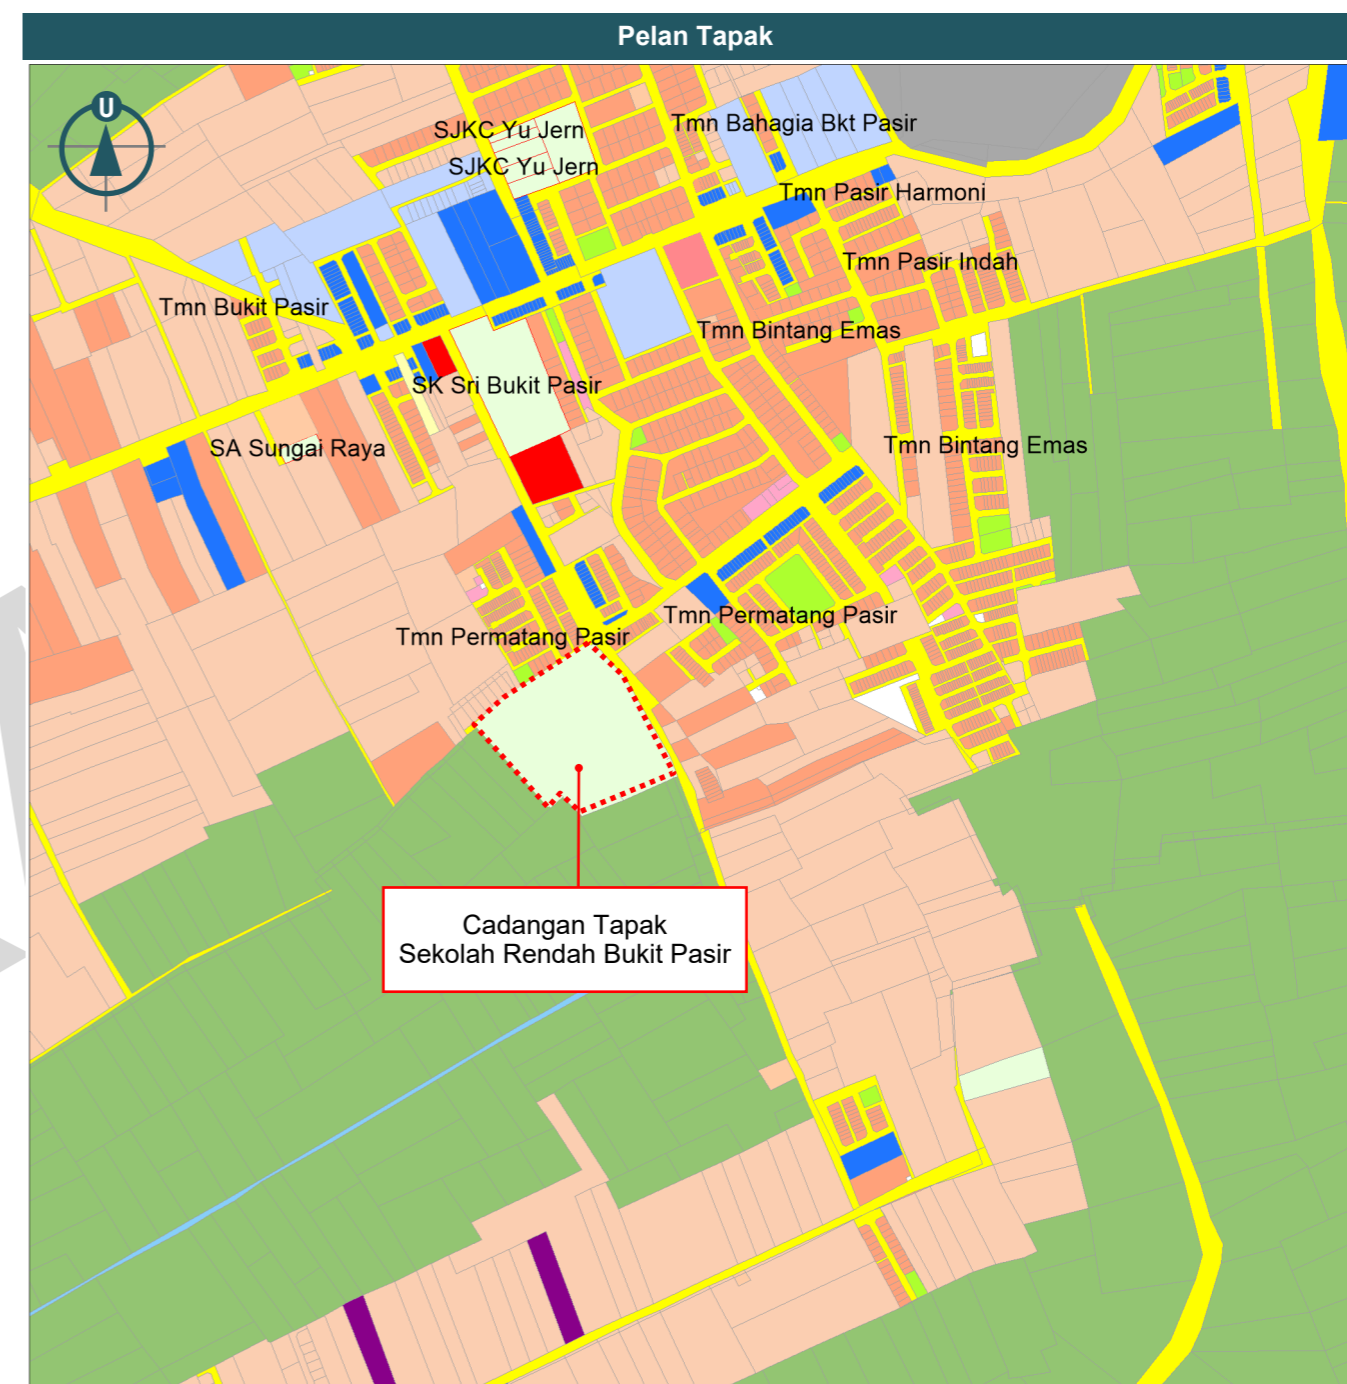 Pelan Tapak
U
SJKC Yu Jern
Tmn Bahagia Bkt Pasir
SJKC Yu Jern
Tmn Pasir Harmoni
Tmn Pasir Indah
Tmn Bukit Pasir
Tmn Bintang Emas
SK Sri Bukit Pasir
SA Sungai Raya
Tmn Bintang Emas
Tmn Permatang Pasir
Tmn Permatang Pasir
Cadangan Tapak
Sekolah Rendah Bukit Pasir